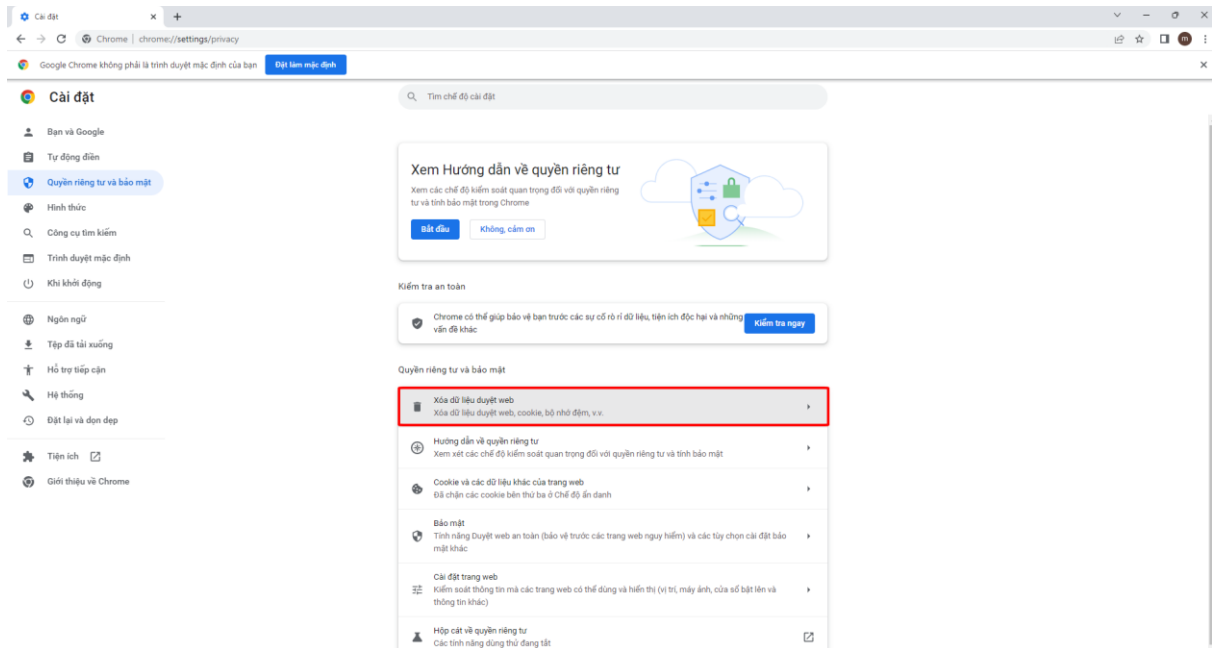 Cài đặt
Chrome | chrome://settings/privacy
m
Google Chrome không phải là trình duyệt mặc định của bạn
Đặt làm mặc định
Cài đặt
Tìm chế độ cài đặt
Bạn và Google
Tự động điền
Quyền riêng tư và bảo mật
Hình thức
Công cụ tìm kiếm
Trình duyệt mặc định
Khi khởi động
Ngôn ngữ
Tệp đã tải xuống
Hỗ trợ tiếp cận
Hệ thống
Đặt lại và dọn dẹp
Tiện ích
Giới thiệu về Chrome
Xem Hướng dẫn về quyền riêng tư
Xem các chế độ kiểm soát quan trọng đối với quyền riêng
tư và tính bảo mật trong Chrome
Bắt đầu
Không, cảm ơn
Kiểm tra an toàn
Chrome có thể giúp bảo vệ bạn trước các sự cố rò rỉ dữ liệu, tiện ích độc hại và những
vấn đề khác
Kiểm tra ngay
Quyền riêng tư và bảo mật
Xóa dữ liệu duyệt web
Xóa dữ liệu duyệt web, cookie, bộ nhớ đệm, v.v.
Hướng dẫn về quyền riêng tư
Xem xét các chế độ kiểm soát quan trọng đối với quyền riêng tư và tính bảo mật
Cookie và các dữ liệu khác của trang web
Đã chặn các cookie bên thứ ba ở Chế độ ẩn danh
Bảo mật
Tính năng Duyệt web an toàn (bảo vệ trước các trang web nguy hiểm) và các tùy chọn cài đặt bảo
mật khác
Cài đặt trang web
Kiểm soát thông tin mà các trang web có thể dùng và hiển thị (vị trí, máy ảnh, cửa sổ bật lên và
thông tin khác)
Hộp cát về quyền riêng tư
Các tính năng dùng thử đang tắt